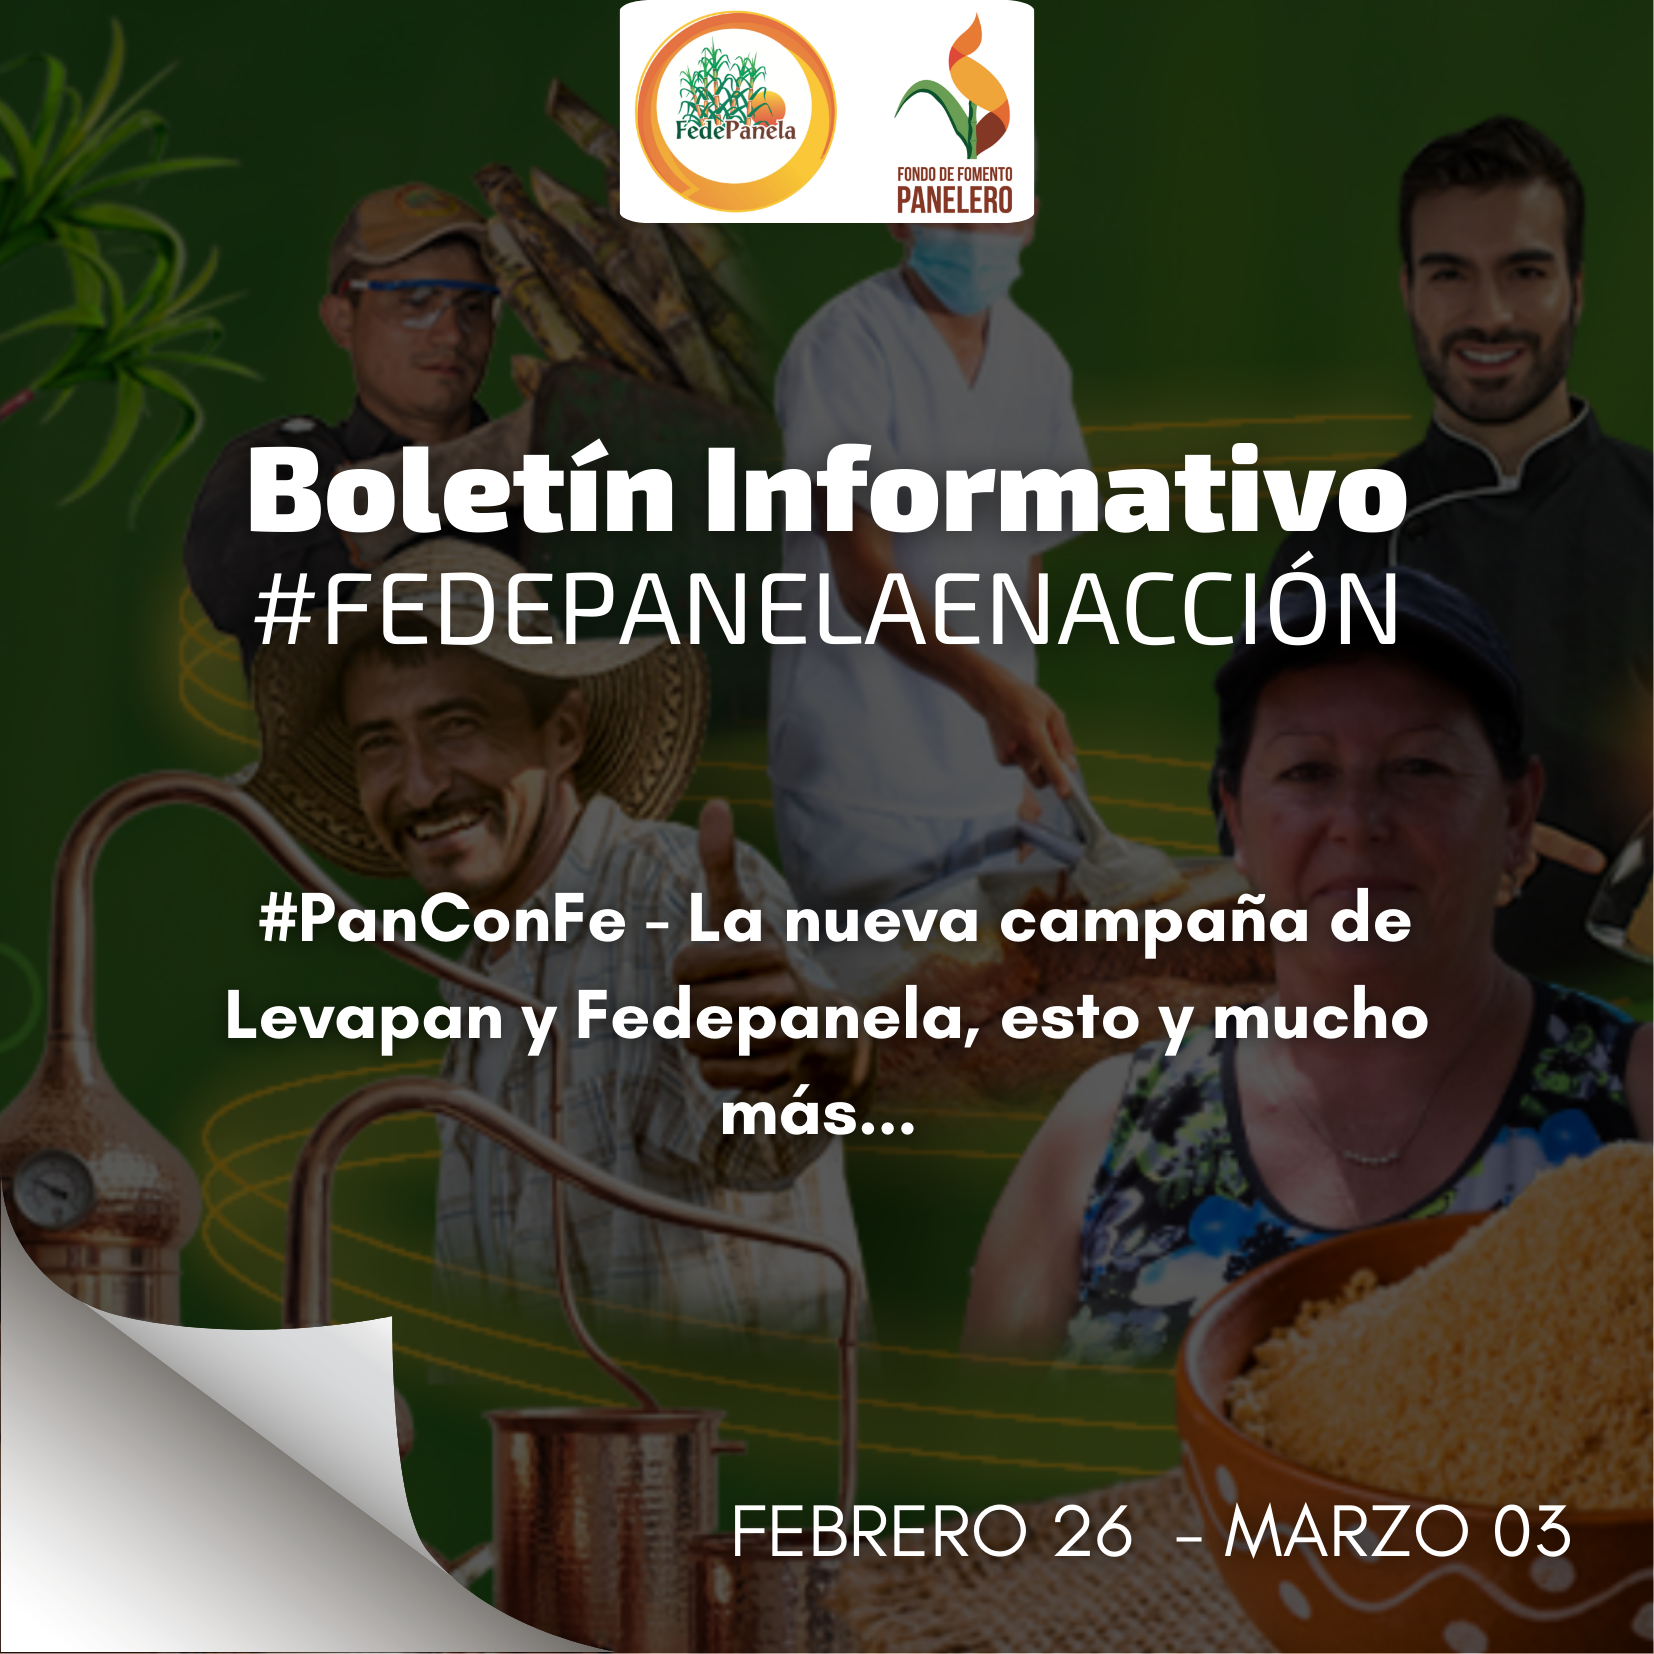 FedePanela
FONDO DE FOMENTO
PANELERO
Boletín Informativo
#FEDEPANELAENACCIÓN
#PanConFe - La nueva campaña de
Levapan y Fedepanela, esto y mucho
más...
FEBRERO 26 - MARZO 03